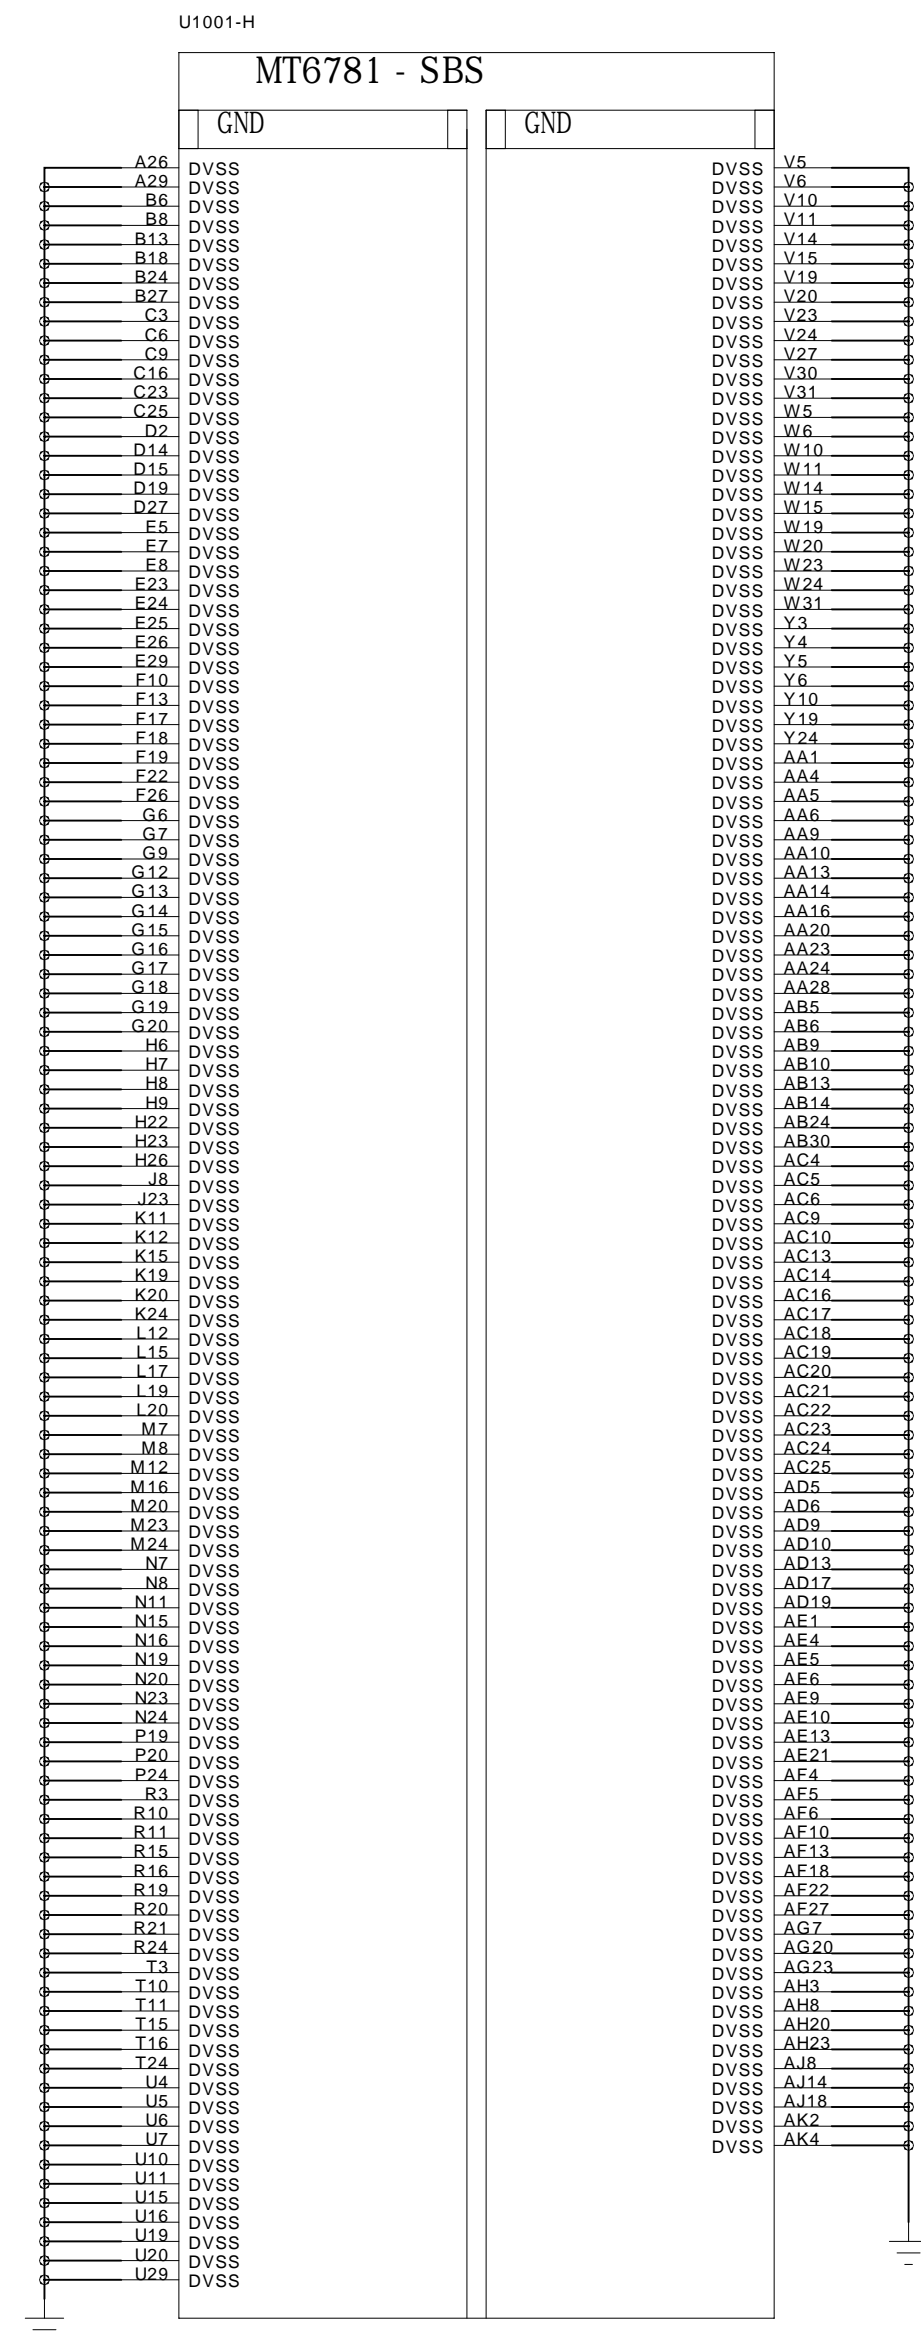 U1001-H
MT6781 - SBS
GND GND
A26 DVSS DVSS V5
A29 DVSS DVSS V6
B6 DVSS DVSS V10
B8 DVSS DVSS V11
B13 DVSS DVSS V14
B18 DVSS DVSS V15
B24 DVSS DVSS V19
B27 DVSS DVSS V20
C3 DVSS DVSS V23
C6 DVSS DVSS V24
C9 DVSS DVSS V27
C16 DVSS DVSS V30
C23 DVSS DVSS V31
C25 DVSS DVSS W5
D2 DVSS DVSS W6
D14 DVSS DVSS W10
D15 DVSS DVSS W11
D19 DVSS DVSS W14
D27 DVSS DVSS W15
E5 DVSS DVSS W19
E7 DVSS DVSS W20
E8 DVSS DVSS W23
E23 DVSS DVSS W24
E24 DVSS DVSS W31
E25 DVSS DVSS Y3
E26 DVSS DVSS Y4
E29 DVSS DVSS Y5
F10 DVSS DVSS Y6
F13 DVSS DVSS Y10
F17 DVSS DVSS Y19
F18 DVSS DVSS Y24
F19 DVSS DVSS AA1
F22 DVSS DVSS AA4
F26 DVSS DVSS AA5
G6 DVSS DVSS AA6
G7 DVSS DVSS AA9
G9 DVSS DVSS AA10
G12 DVSS DVSS AA13
G13 DVSS DVSS AA14
G14 DVSS DVSS AA16
G15 DVSS DVSS AA20
G16 DVSS DVSS AA23
G17 DVSS DVSS AA24
G18 DVSS DVSS AA28
G19 DVSS DVSS AB5
G20 DVSS DVSS AB6
H6 DVSS DVSS AB9
H7 DVSS DVSS AB10
H8 DVSS DVSS AB13
H9 DVSS DVSS AB14
H22 DVSS DVSS AB24
H23 DVSS DVSS AB30
H26 DVSS DVSS AC4
J8 DVSS DVSS AC5
J23 DVSS DVSS AC6
K11 DVSS DVSS AC9
K12 DVSS DVSS AC10
K15 DVSS DVSS AC13
K19 DVSS DVSS AC14
K20 DVSS DVSS AC16
K24 DVSS DVSS AC17
L12 DVSS DVSS AC18
L15 DVSS DVSS AC19
L17 DVSS DVSS AC20
L19 DVSS DVSS AC21
L20 DVSS DVSS AC22
M7 DVSS DVSS AC23
M8 DVSS DVSS AC24
M12 DVSS DVSS AC25
M16 DVSS DVSS AD5
M20 DVSS DVSS AD6
M23 DVSS DVSS AD9
M24 DVSS DVSS AD10
N7 DVSS DVSS AD13
N8 DVSS DVSS AD17
N11 DVSS DVSS AD19
N15 DVSS DVSS AE1
N16 DVSS DVSS AE4
N19 DVSS DVSS AE5
N20 DVSS DVSS AE6
N23 DVSS DVSS AE9
N24 DVSS DVSS AE10
P19 DVSS DVSS AE13
P20 DVSS DVSS AE21
P24 DVSS DVSS AF4
R3 DVSS DVSS AF5
R10 DVSS DVSS AF6
R11 DVSS DVSS AF10
R15 DVSS DVSS AF13
R16 DVSS DVSS AF18
R19 DVSS DVSS AF22
R20 DVSS DVSS AF27
R21 DVSS DVSS AG7
R24 DVSS DVSS AG20
T3 DVSS DVSS AG23
T10 DVSS DVSS AH3
T11 DVSS DVSS AH8
T15 DVSS DVSS AH20
T16 DVSS DVSS AH23
T24 DVSS DVSS AJ8
U4 DVSS DVSS AJ14
U5 DVSS DVSS AJ18
U6 DVSS DVSS AK2
U7 DVSS DVSS AK4
U10 DVSS
U11 DVSS
U15 DVSS
U16 DVSS
U19 DVSS
U20 DVSS
U29 DVSS